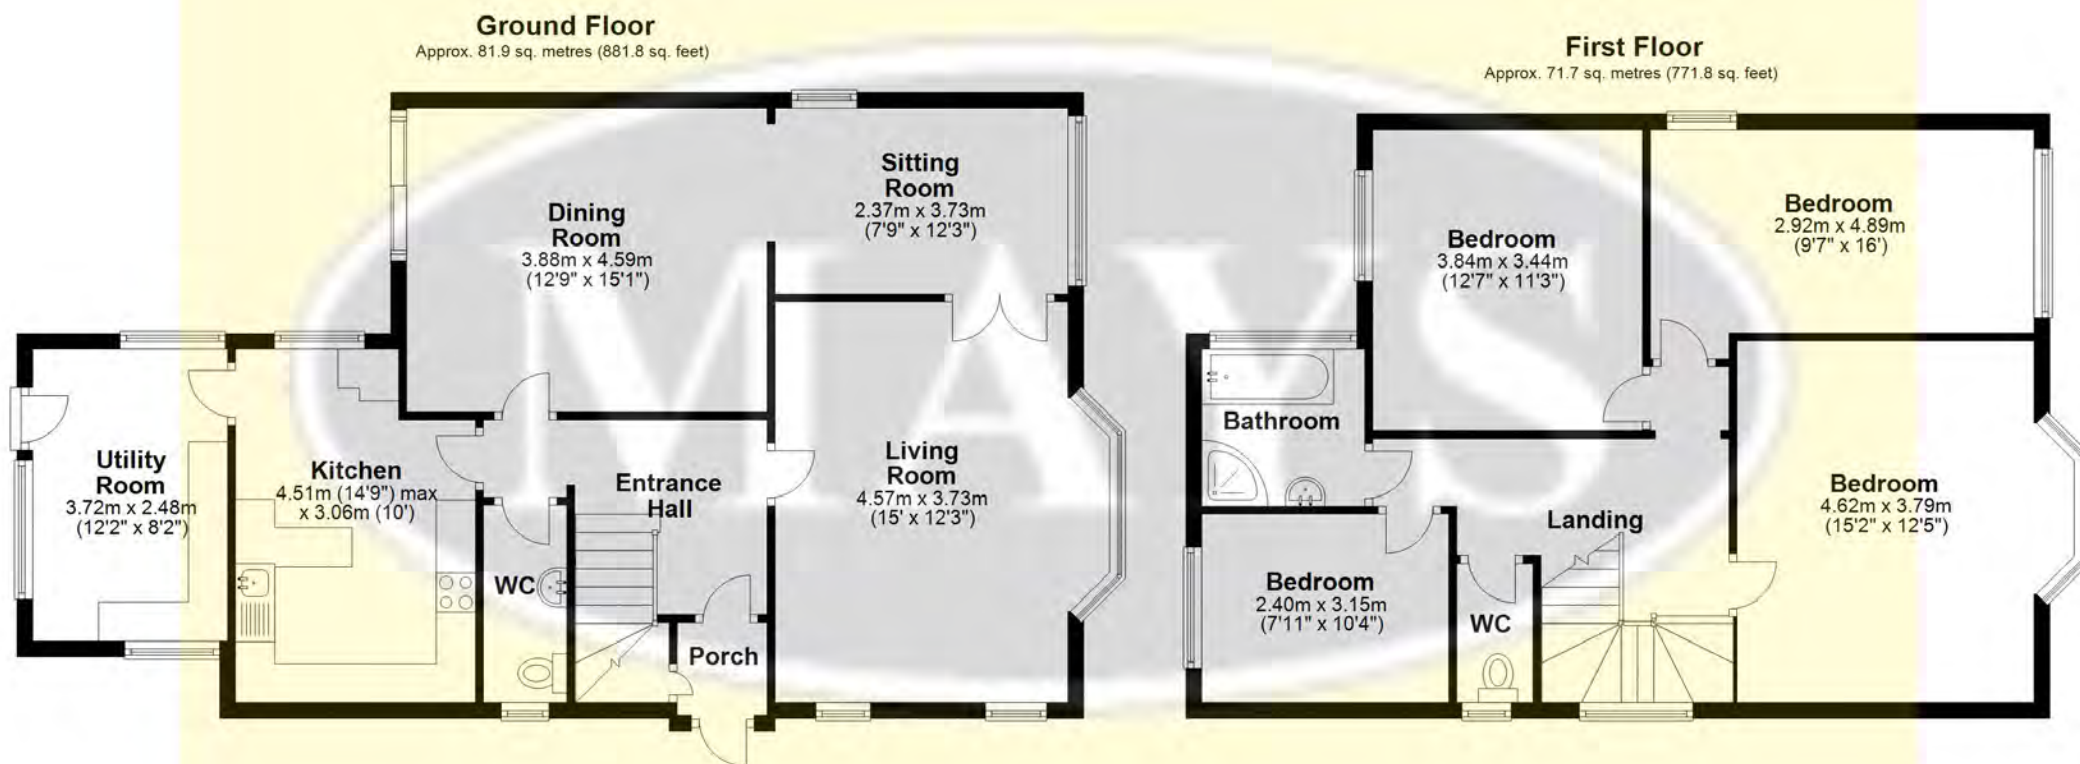 Ground Floor
Approx. 81.9 sq. metres (881.8 sq. feet)
Dining
Room
3.88m x 4.59m
(12'9" x 15'1")
Sitting
Room
2.37m x 3.73m
(7'9" x 12'3")
Utility
Room
3.72m x 2.48m
(12'2" x 8'2")
Kitchen
4.51m (14'9") max
x 3.06m (10')
Entrance
Hall
Living
Room
4.57m x 3.73m
(15' x 12'3")
WC
Porch
First Floor
Approx. 71.7 sq. metres (771.8 sq. feet)
Bedroom
3.84m x 3.44m
(12'7" x 11'3")
Bedroom
2.92m x 4.89m
(9'7" x 16')
Bathroom
Landing
Bedroom
4.62m x 3.79m
(15'2" x 12'5")
Bedroom
2.40m x 3.15m
(7'11" x 10'4")
WC
MAYS